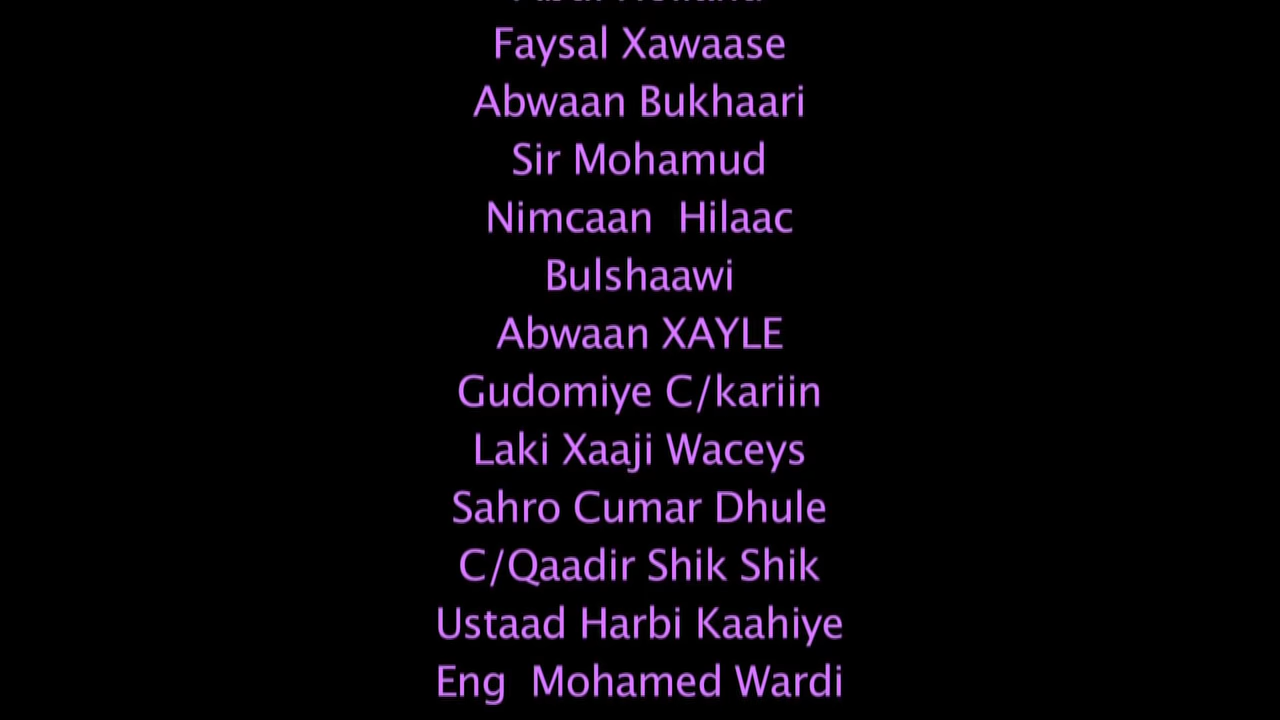 Faysal Xawaase
Abwaan Bukhaari
Sir Mohamud
Nimcaan  Hilaac
Bulshaawi
Abwaan XAYLE
Gudomiye C/kariin
Laki Xaaji Waceys
Sahro Cumar Dhule
C/Qaadir Shik Shik
Ustaad Harbi Kaahiye
Eng  Mohamed Wardi